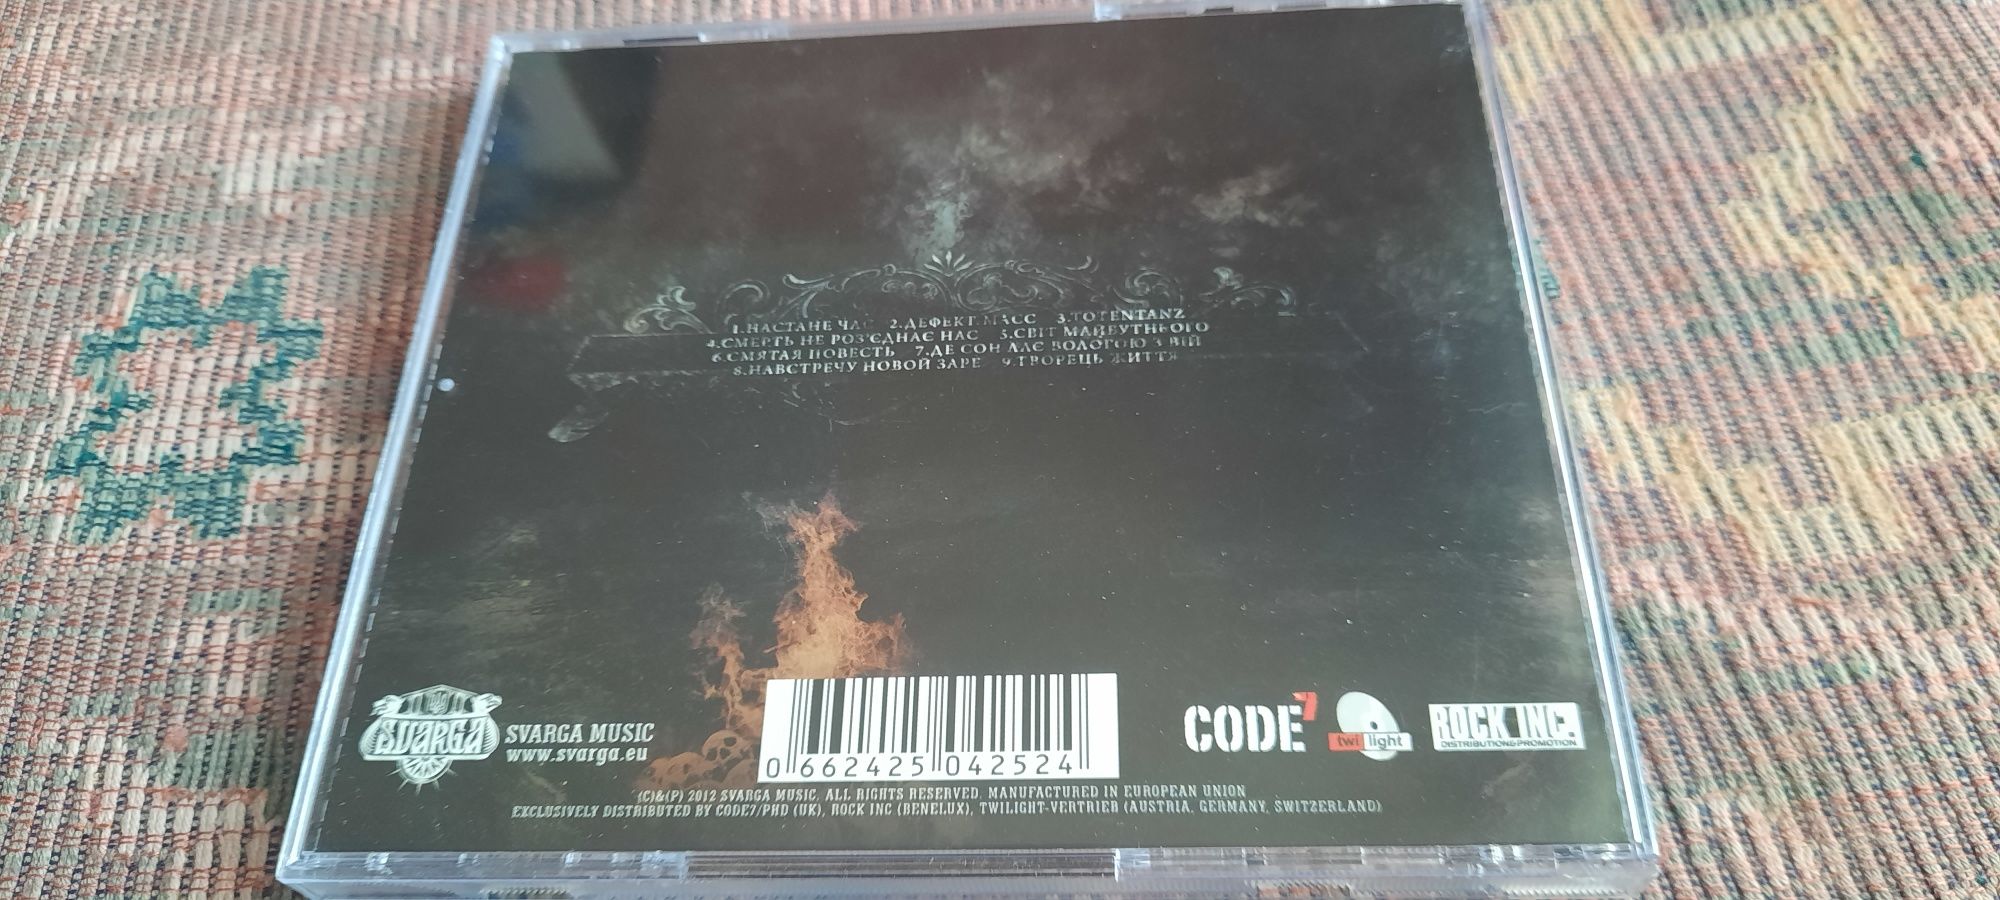 1.НАСТАНЕ ЧАС 2.ДЕФЕКТ МАСС 3.TOTENTANZ
4.СМЕРТЬ НЕ РОЗ'ЄДНАЄ НАС 5.СВІТ МАЙБУТНЬОГО
6.СМЯТАЯ ПОВЕСТЬ 7.ДЕ СОН ЛЛЄ ВОЛОГОЮ З ВІЙ
8.НАВСТРЕЧУ НОВОЙ ЗАРЕ 9.ТВОРЕЦЬ ЖИТТЯ
SVARGA
SVARGA MUSIC
www.svarga.eu
0 662425 042524
CODE7
twilight
ROCK INC.
DISTRIBUTION&PROMOTION
(C)&(P) 2012 SVARGA MUSIC. ALL RIGHTS RESERVED. MANUFACTURED IN EUROPEAN UNION
EXCLUSIVELY DISTRIBUTED BY CODE7/PHD (UK), ROCK INC (BENELUX), TWILIGHT-VERTRIEB (AUSTRIA, GERMANY, SWITZERLAND)